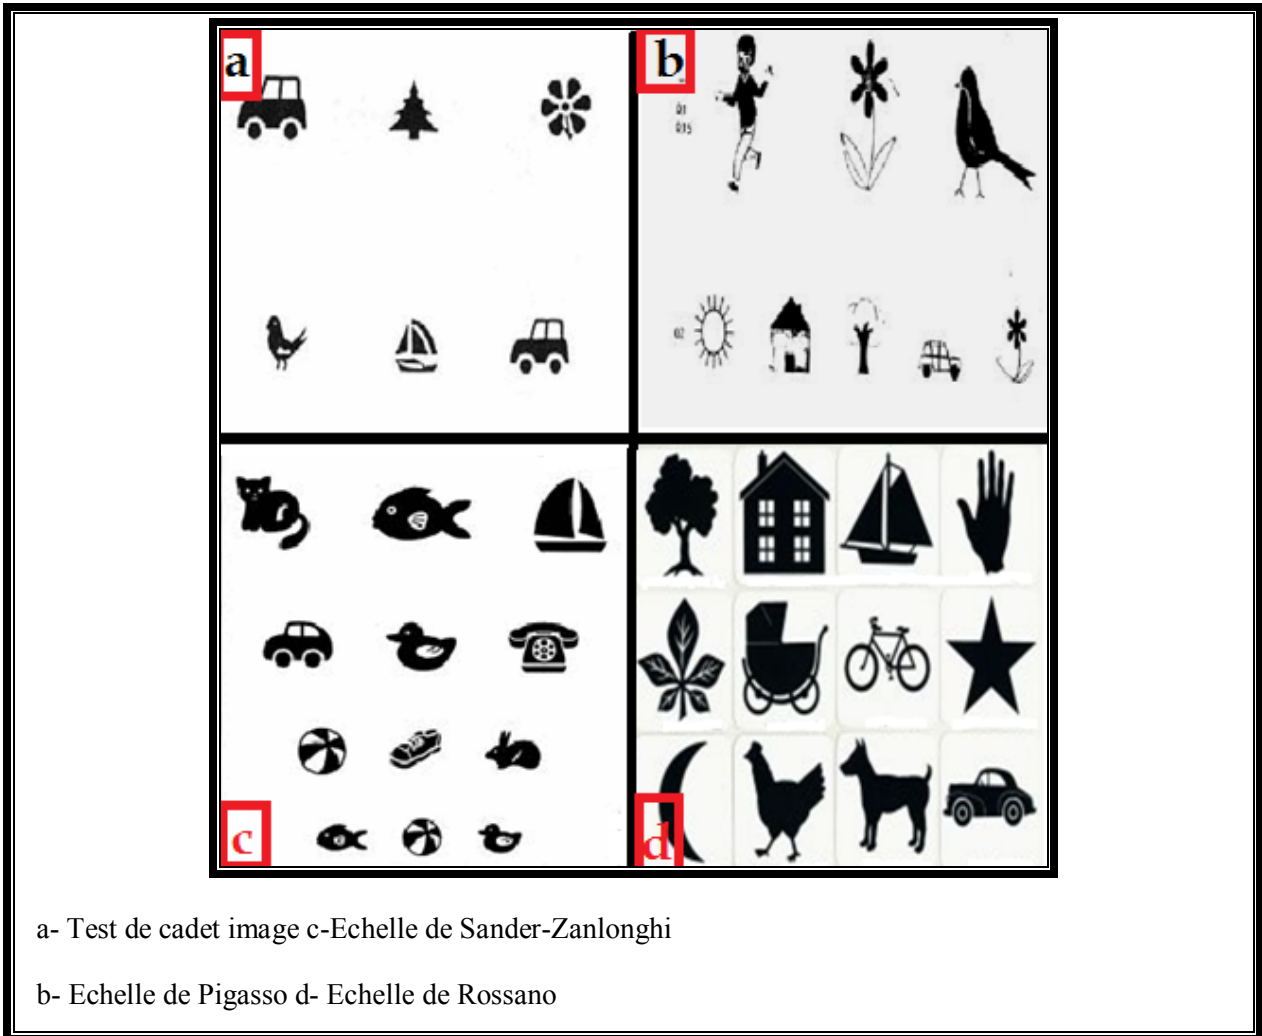 a
b
c
d
a- Test de cadet image c-Echelle de Sander-Zanlonghi
b- Echelle de Pigasso d- Echelle de Rossano